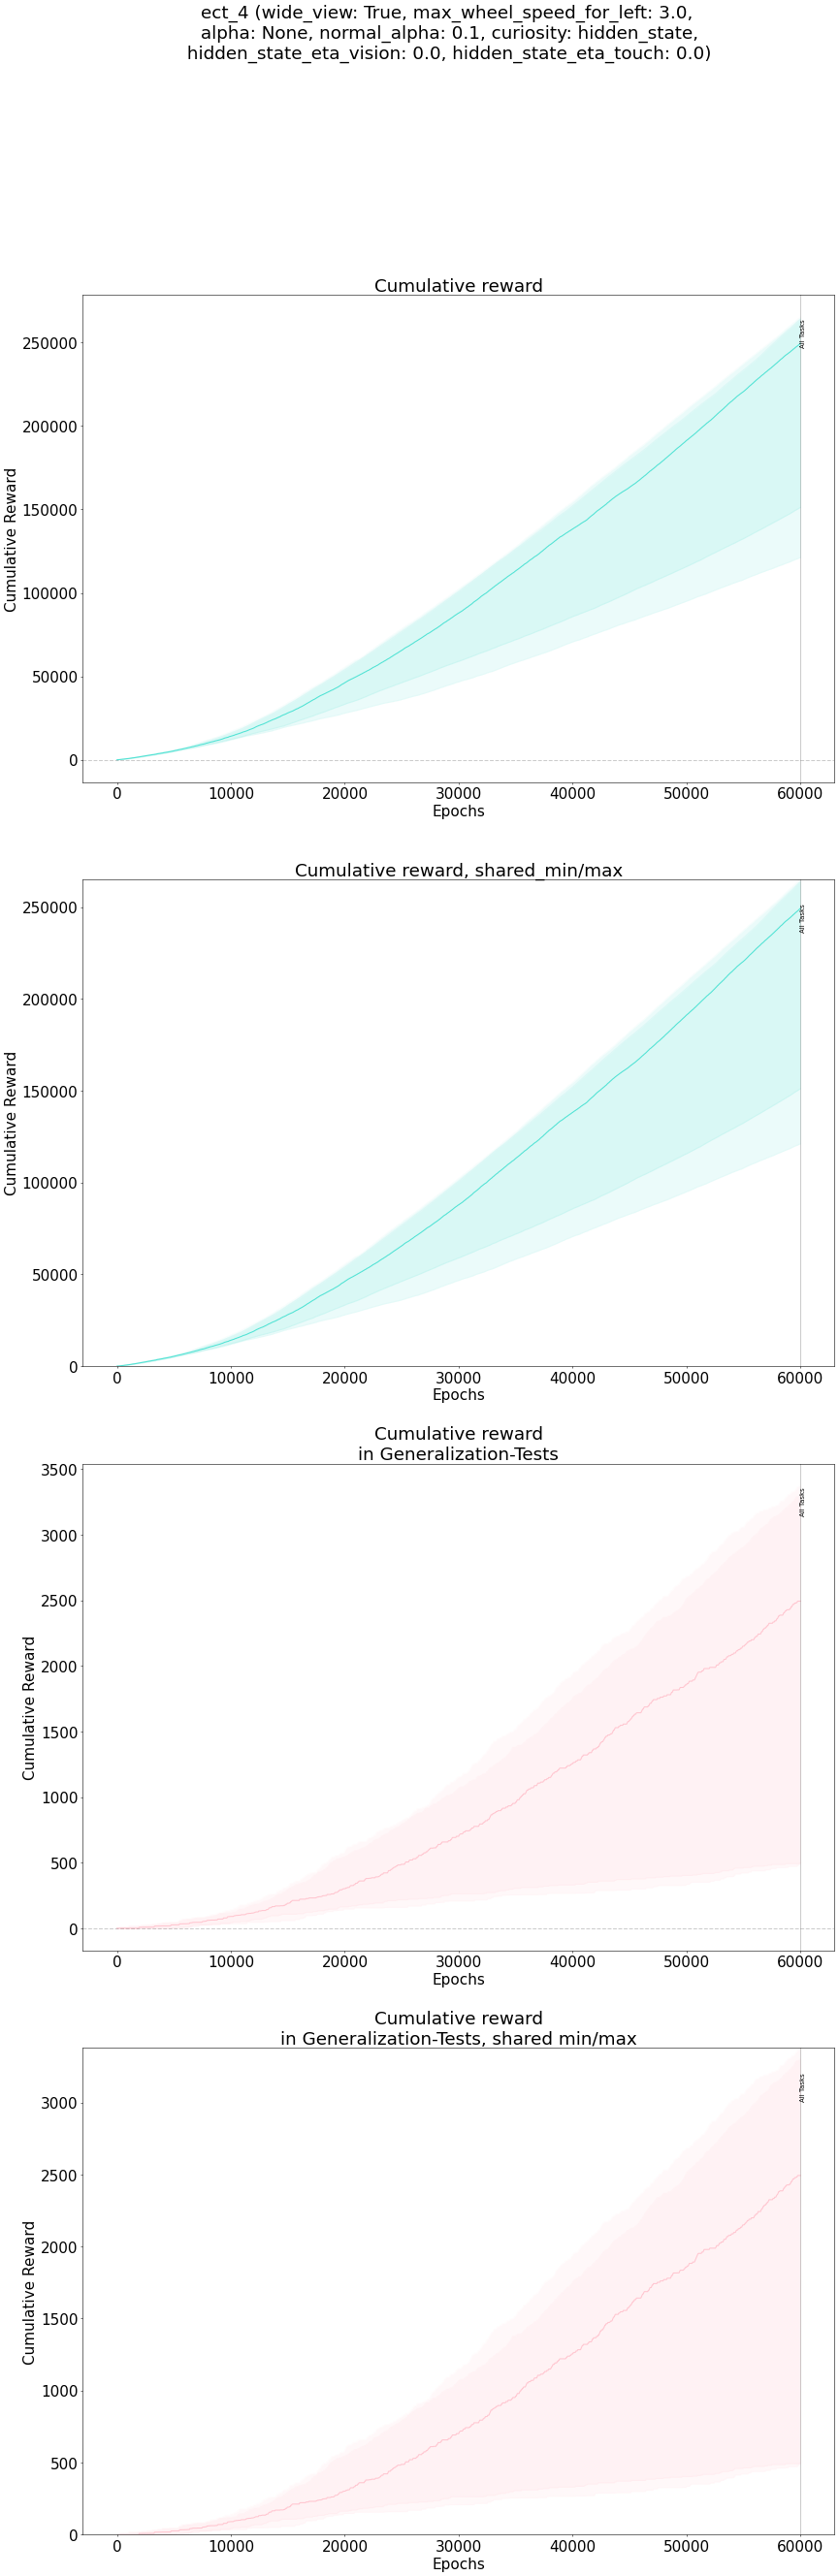 ect_4 (wide_view: True, max_wheel_speed_for_left: 3.0,
alpha: None, normal_alpha: 0.1, curiosity: hidden_state,
hidden_state_eta_vision: 0.0, hidden_state_eta_touch: 0.0)
Cumulative reward
250000
200000
150000
100000
50000
0
Cumulative Reward
All Tasks
0 10000 20000 30000 40000 50000 60000
Epochs
Cumulative reward, shared_min/max
250000
200000
150000
100000
50000
0
Cumulative Reward
All Tasks
0 10000 20000 30000 40000 50000 60000
Epochs
Cumulative reward
in Generalization-Tests
3500
3000
2500
2000
1500
1000
500
0
Cumulative Reward
All Tasks
0 10000 20000 30000 40000 50000 60000
Epochs
Cumulative reward
in Generalization-Tests, shared min/max
3000
2500
2000
1500
1000
500
0
Cumulative Reward
All Tasks
0 10000 20000 30000 40000 50000 60000
Epochs